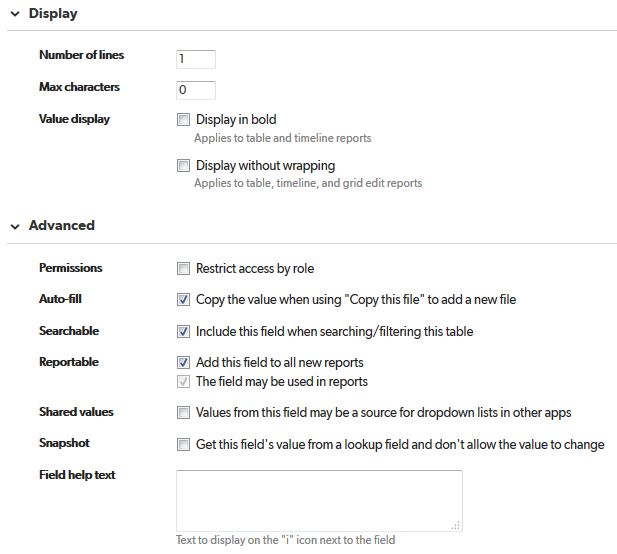 Display
Number of lines 1
Max characters 0
Value display Display in bold
Applies to table and timeline reports
Display without wrapping
Applies to table, timeline, and grid edit reports
Advanced
Permissions Restrict access by role
Auto-fill Copy the value when using "Copy this file" to add a new file
Searchable Include this field when searching/filtering this table
Reportable Add this field to all new reports
The field may be used in reports
Shared values Values from this field may be a source for dropdown lists in other apps
Snapshot Get this field's value from a lookup field and don't allow the value to change
Field help text
Text to display on the "i" icon next to the field